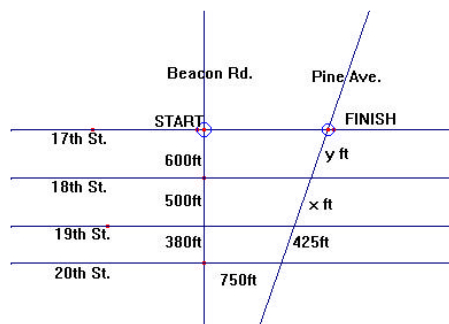 Beacon Rd.
Pine Ave.
START
FINISH
17th St.
600ft
y ft
18th St.
500ft
x ft
19th St.
380ft
425ft
20th St.
750ft